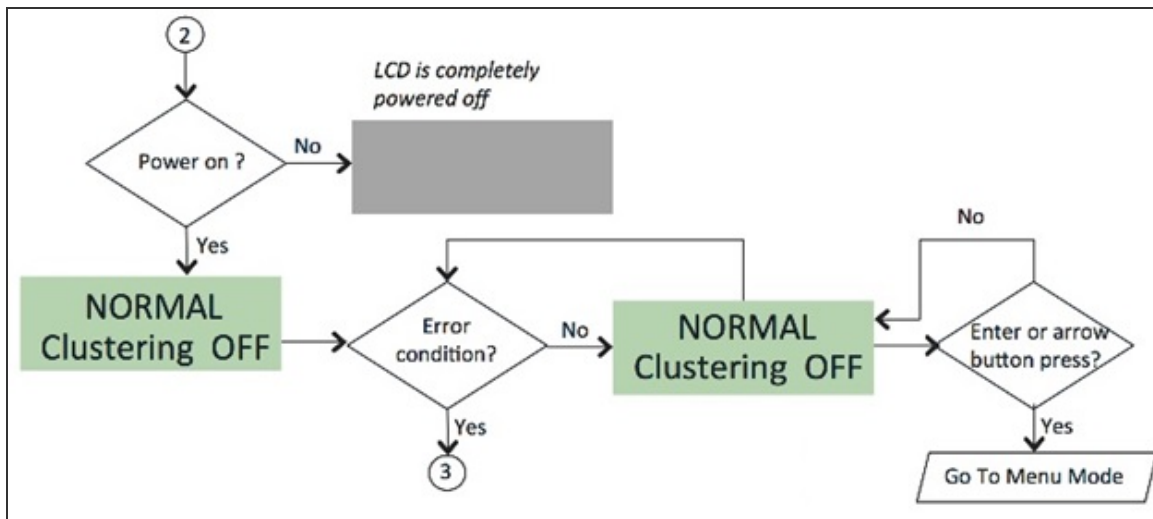 2
LCD is completely
powered off
Power on ?
No
Yes
NORMAL
Clustering OFF
Error
condition?
No
Yes
3
NORMAL
Clustering OFF
No
Enter or arrow
button press?
Yes
Go To Menu Mode